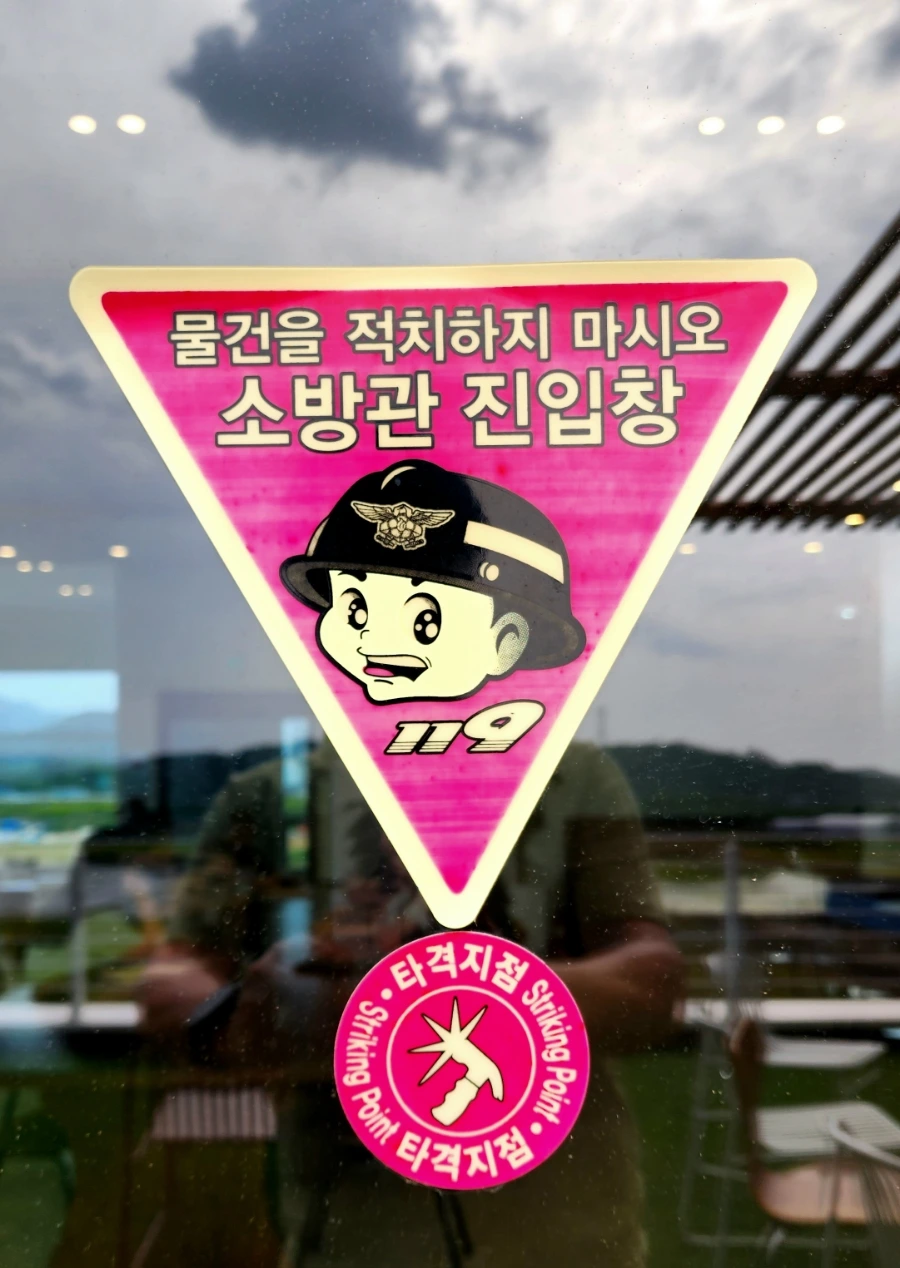 물건을 적치하지 마시오
소방관 진입창
119
타격지점 Striking Point
타격지점 Striking Point